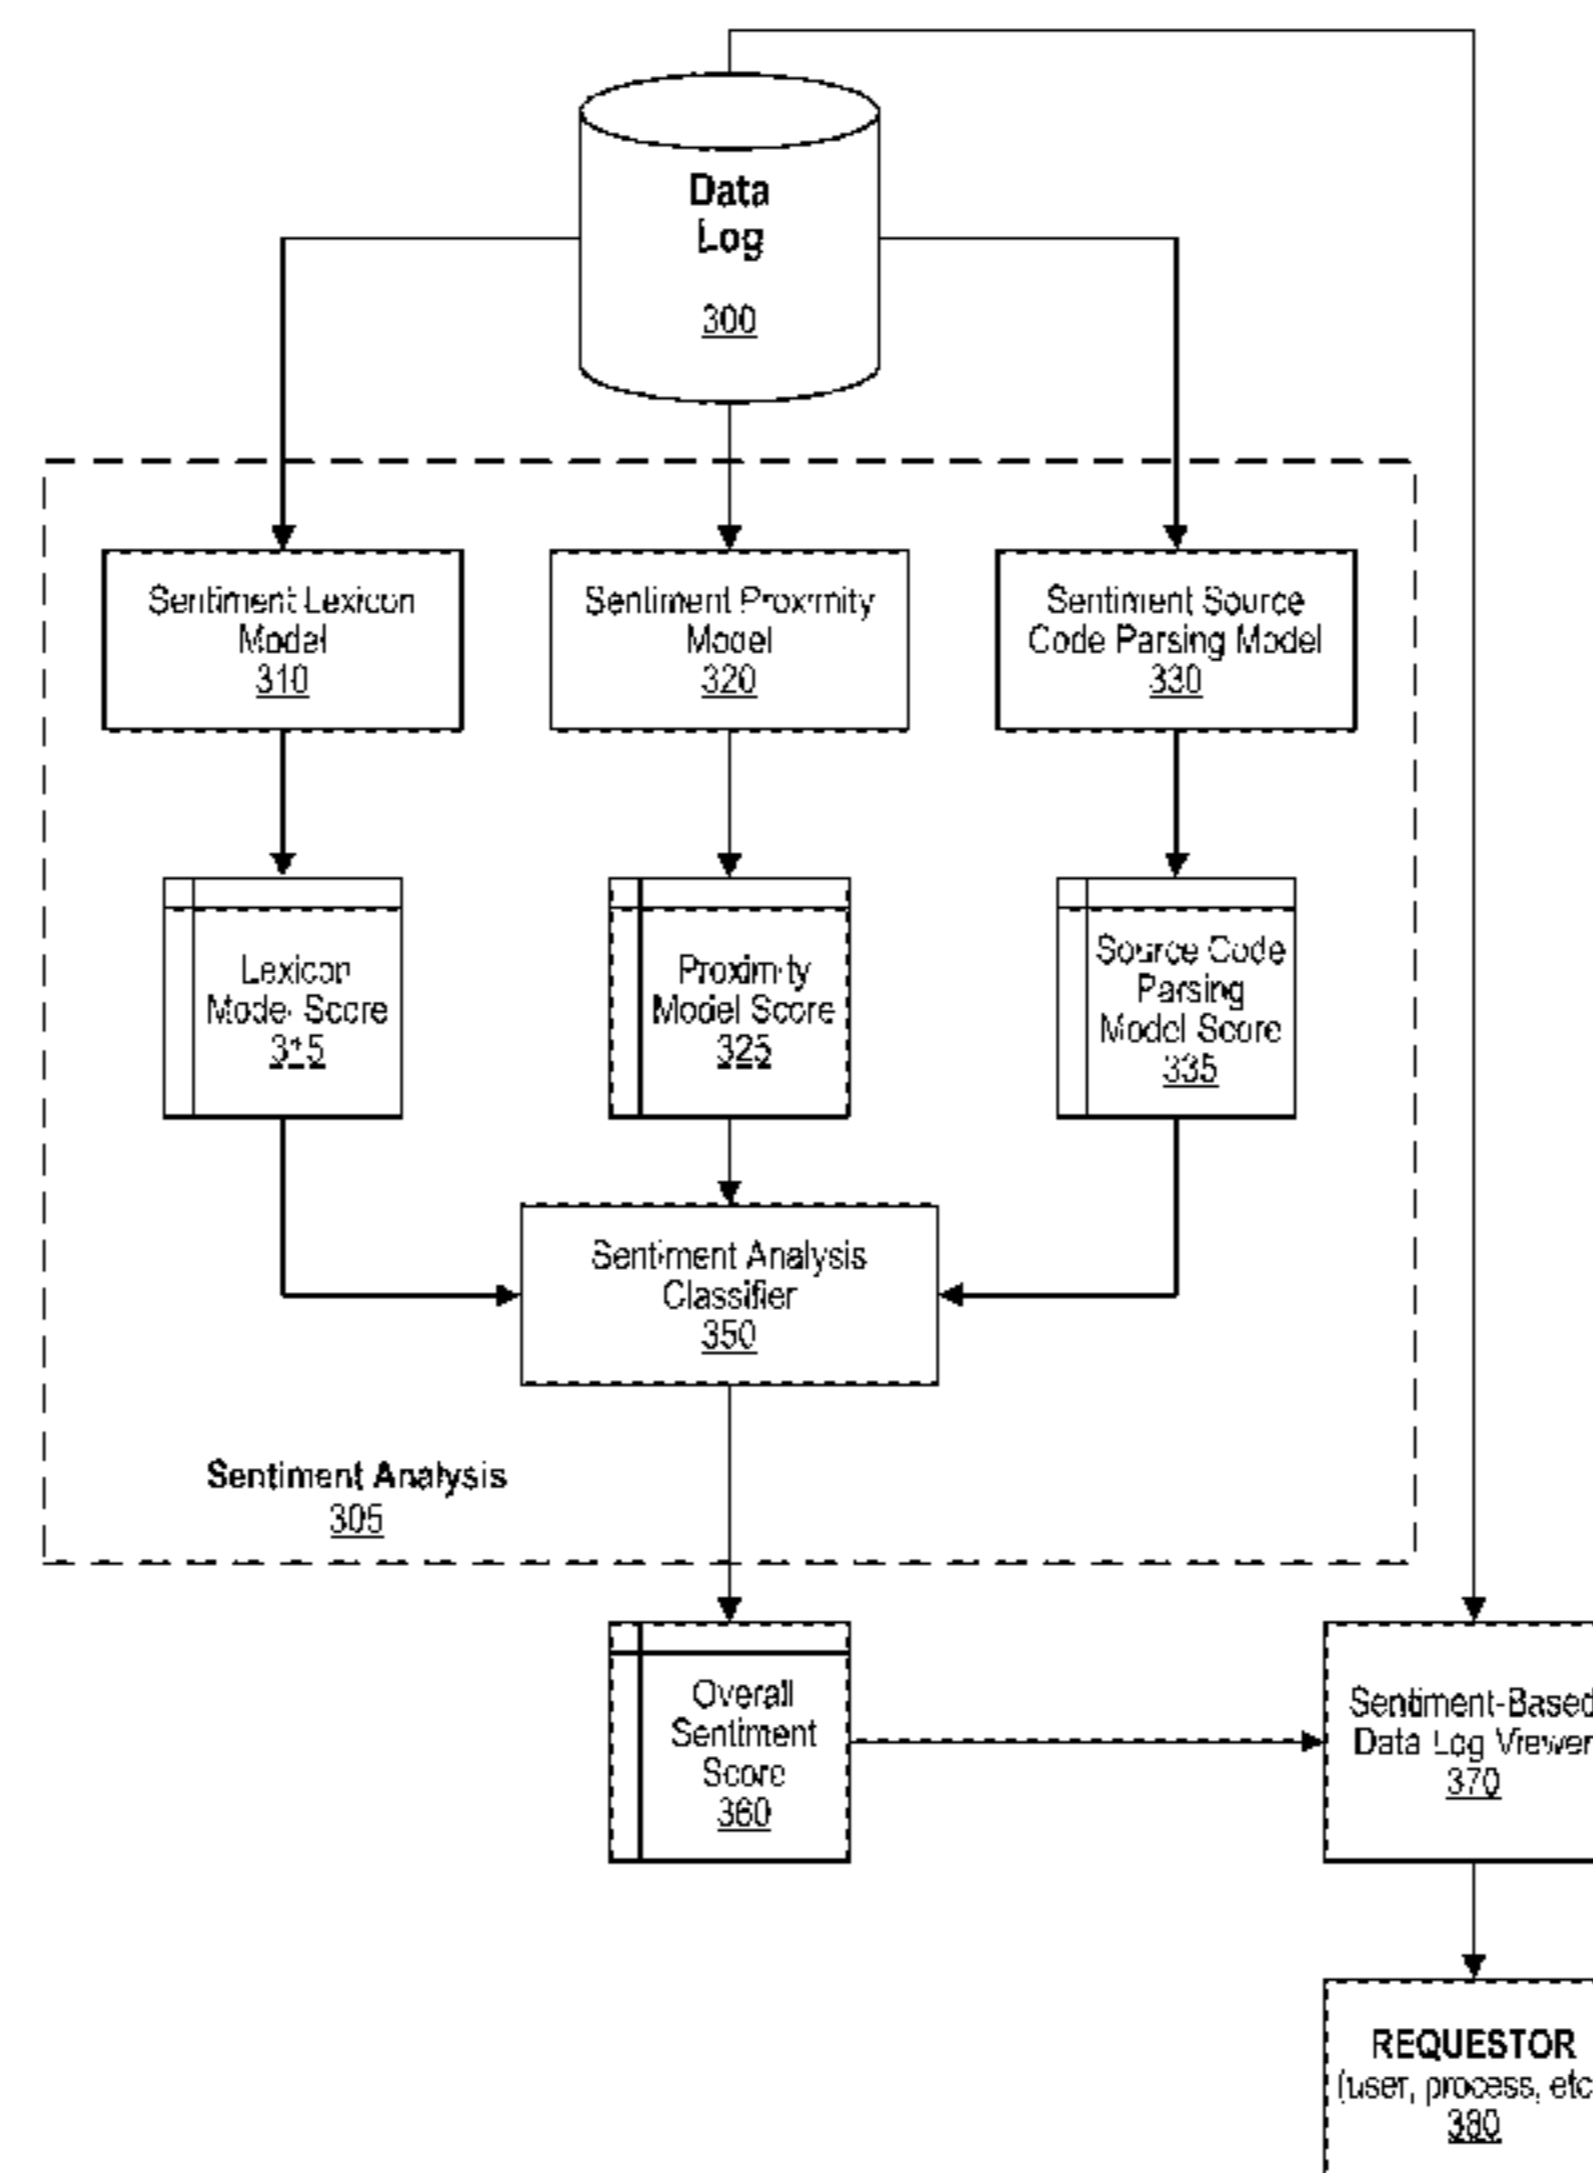 Data
Log
300
Sentiment Lexicon
Model
310
Sentiment Proximity
Model
320
Sentiment Source
Code Parsing Model
330
Lexicon
Model Score
315
Proximity
Model Score
325
Source Code
Parsing
Model Score
335
Sentiment Analysis
Classifier
350
Sentiment Analysis
305
Overall
Sentiment
Score
360
Sentiment-Based
Data Log Viewer
370
REQUESTOR
(user, process, etc
380